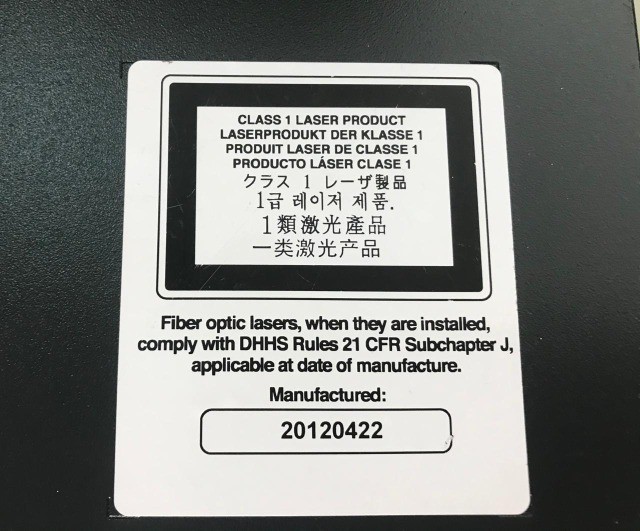 CLASS 1 LASER PRODUCT
LASERPRODUKT DER KLASSE 1
PRODUIT LASER DE CLASSE 1
PRODUCTO LÁSER CLASE 1
クラス 1 レーザ製品
1급 레이저 제품.
1類激光產品
一类激光产品
Fiber optic lasers, when they are installed,
comply with DHHS Rules 21 CFR Subchapter J,
applicable at date of manufacture.
Manufactured:
20120422